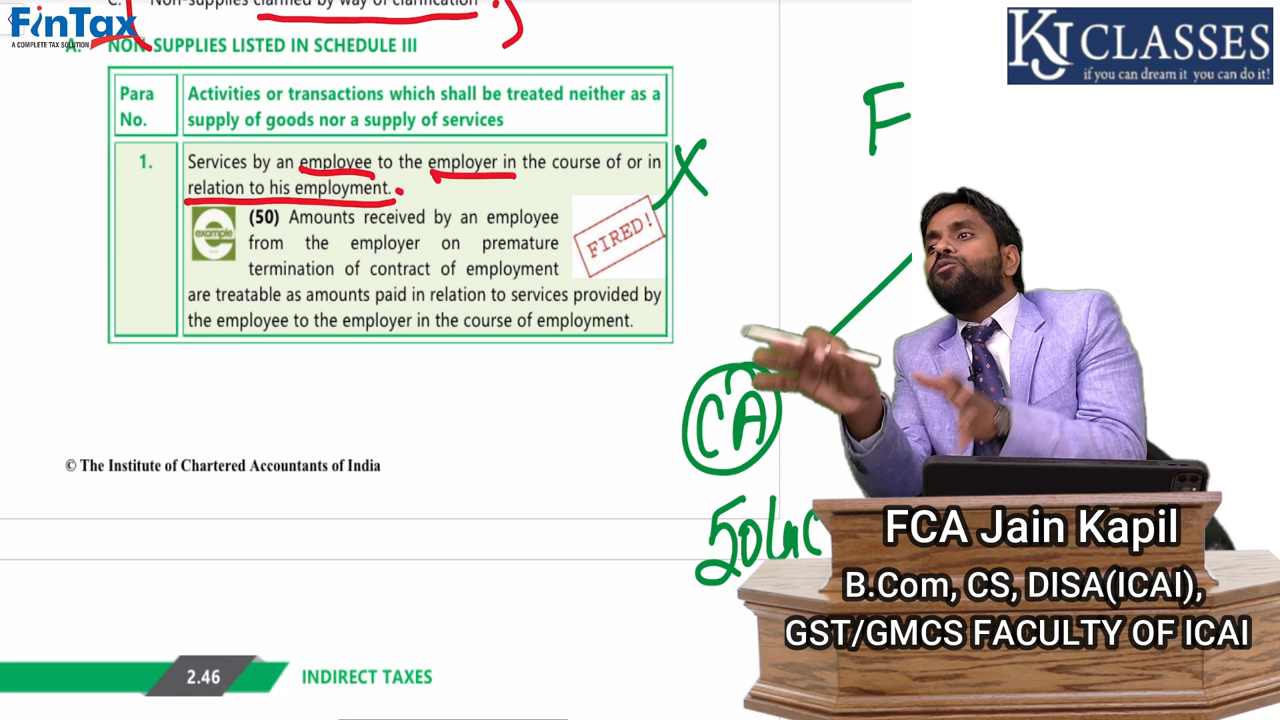 C. Non-supplies clarified by way of clarification
FinTax
A COMPLETE TAX SOLUTION
A. NON-SUPPLIES LISTED IN SCHEDULE III
KJ CLASSES
if you can dream it you can do it!
Para No.
Activities or transactions which shall be treated neither as a
supply of goods nor a supply of services
1.
Services by an employee to the employer in the course of or in
relation to his employment.
example
(50) Amounts received by an employee
from the employer on premature
termination of contract of employment
are treatable as amounts paid in relation to services provided by
the employee to the employer in the course of employment.
FIRED!
X
F
CA
50lac
© The Institute of Chartered Accountants of India
FCA Jain Kapil
B.Com, CS, DISA(ICAI),
GST/GMCS FACULTY OF ICAI
2.46
INDIRECT TAXES